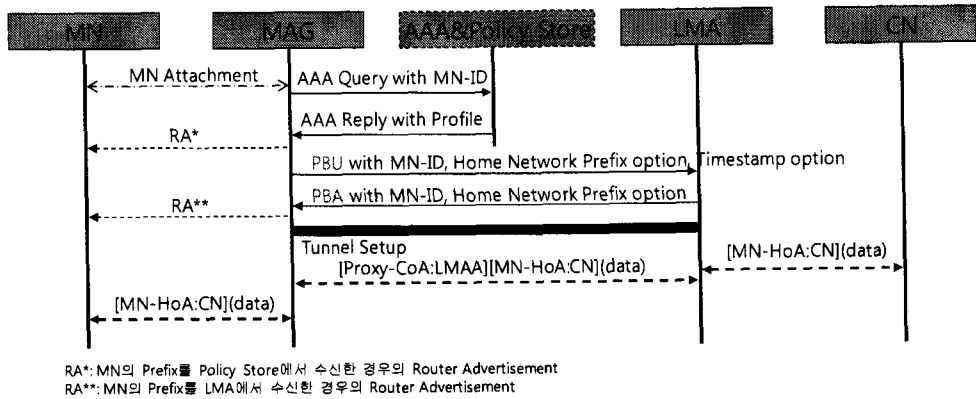 MN MAG AAA&Policy Store LMA CN
MN Attachment
AAA Query with MN-ID
AAA Reply with Profile
RA*
PBU with MN-ID, Home Network Prefix option, Timestamp option
PBA with MN-ID, Home Network Prefix option
RA**
Tunnel Setup
[Proxy-CoA:LMAA][MN-HoA:CN](data)
[MN-HoA:CN](data)
[MN-HoA:CN](data)
RA*: MN의 Prefix를 Policy Store에서 수신한 경우의 Router Advertisement
RA**: MN의 Prefix를 LMA에서 수신한 경우의 Router Advertisement